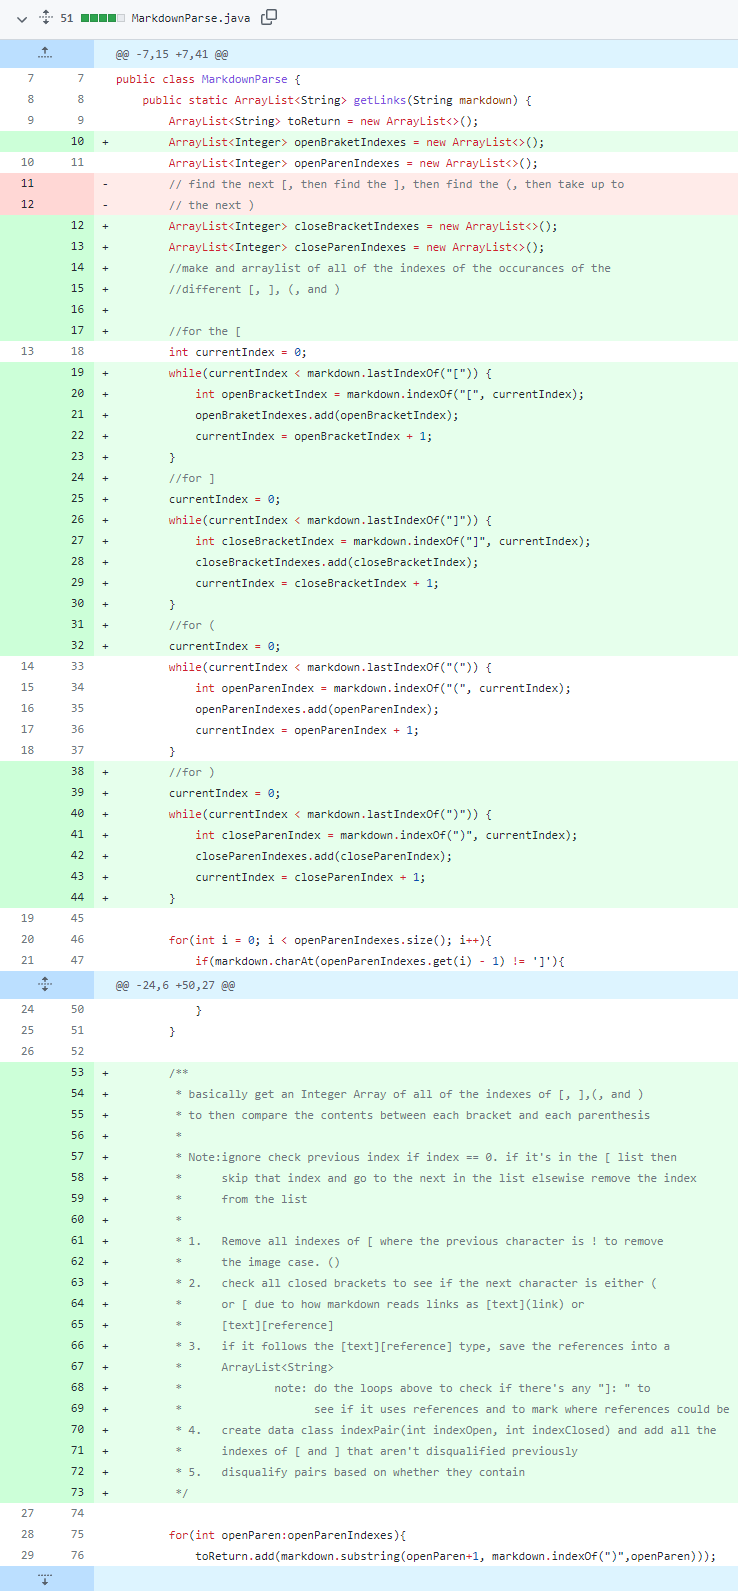 51 MarkdownParse.java
@@ -7,15 +7,41 @@
7 7 public class MarkdownParse {
8 8 public static ArrayList<String> getLinks(String markdown) {
9 9 ArrayList<String> toReturn = new ArrayList<>();
10 + ArrayList<Integer> openBraketIndexes = new ArrayList<>();
10 11 ArrayList<Integer> openParenIndexes = new ArrayList<>();
11 - // find the next [, then find the ], then find the (, then take up to
12 - // the next )
12 + ArrayList<Integer> closeBracketIndexes = new ArrayList<>();
13 + ArrayList<Integer> closeParenIndexes = new ArrayList<>();
14 + //make and arraylist of all of the indexes of the occurances of the
15 + //different [, ], (, and )
16 +
17 + //for the [
13 18 int currentIndex = 0;
19 + while(currentIndex < markdown.lastIndexOf("[")) {
20 + int openBracketIndex = markdown.indexOf("[", currentIndex);
21 + openBraketIndexes.add(openBracketIndex);
22 + currentIndex = openBracketIndex + 1;
23 + }
24 + //for ]
25 + currentIndex = 0;
26 + while(currentIndex < markdown.lastIndexOf("]")) {
27 + int closeBracketIndex = markdown.indexOf("]", currentIndex);
28 + closeBracketIndexes.add(closeBracketIndex);
29 + currentIndex = closeBracketIndex + 1;
30 + }
31 + //for (
32 + currentIndex = 0;
14 33 while(currentIndex < markdown.lastIndexOf("(")) {
15 34 int openParenIndex = markdown.indexOf("(", currentIndex);
16 35 openParenIndexes.add(openParenIndex);
17 36 currentIndex = openParenIndex + 1;
18 37 }
38 + //for )
39 + currentIndex = 0;
40 + while(currentIndex < markdown.lastIndexOf(")")) {
41 + int closeParenIndex = markdown.indexOf(")", currentIndex);
42 + closeParenIndexes.add(closeParenIndex);
43 + currentIndex = closeParenIndex + 1;
44 + }
19 45
20 46 for(int i = 0; i < openParenIndexes.size(); i++){
21 47 if(markdown.charAt(openParenIndexes.get(i) - 1) != ']'){
@@ -24,6 +50,27 @@
24 50 }
25 51 }
26 52
53 + /**
54 + * basically get an Integer Array of all of the indexes of [, ],(, and )
55 + * to then compare the contents between each bracket and each parenthesis
56 + *
57 + * Note:ignore check previous index if index == 0. if it's in the [ list then
58 + * skip that index and go to the next in the list elsewise remove the index
59 + * from the list
60 + *
61 + * 1. Remove all indexes of [ where the previous character is ! to remove
62 + * the image case. ()
63 + * 2. check all closed brackets to see if the next character is either (
64 + * or [ due to how markdown reads links as [text](link) or
65 + * [text][reference]
66 + * 3. if it follows the [text][reference] type, save the references into a
67 + * ArrayList<String>
68 + * note: do the loops above to check if there's any "]: " to
69 + * see if it uses references and to mark where references could be
70 + * 4. create data class indexPair(int indexOpen, int indexClosed) and add all the
71 + * indexes of [ and ] that aren't disqualified previously
72 + * 5. disqualify pairs based on whether they contain
73 + */
27 74
28 75 for(int openParen:openParenIndexes){
29 76 toReturn.add(markdown.substring(openParen+1, markdown.indexOf(")",openParen)));